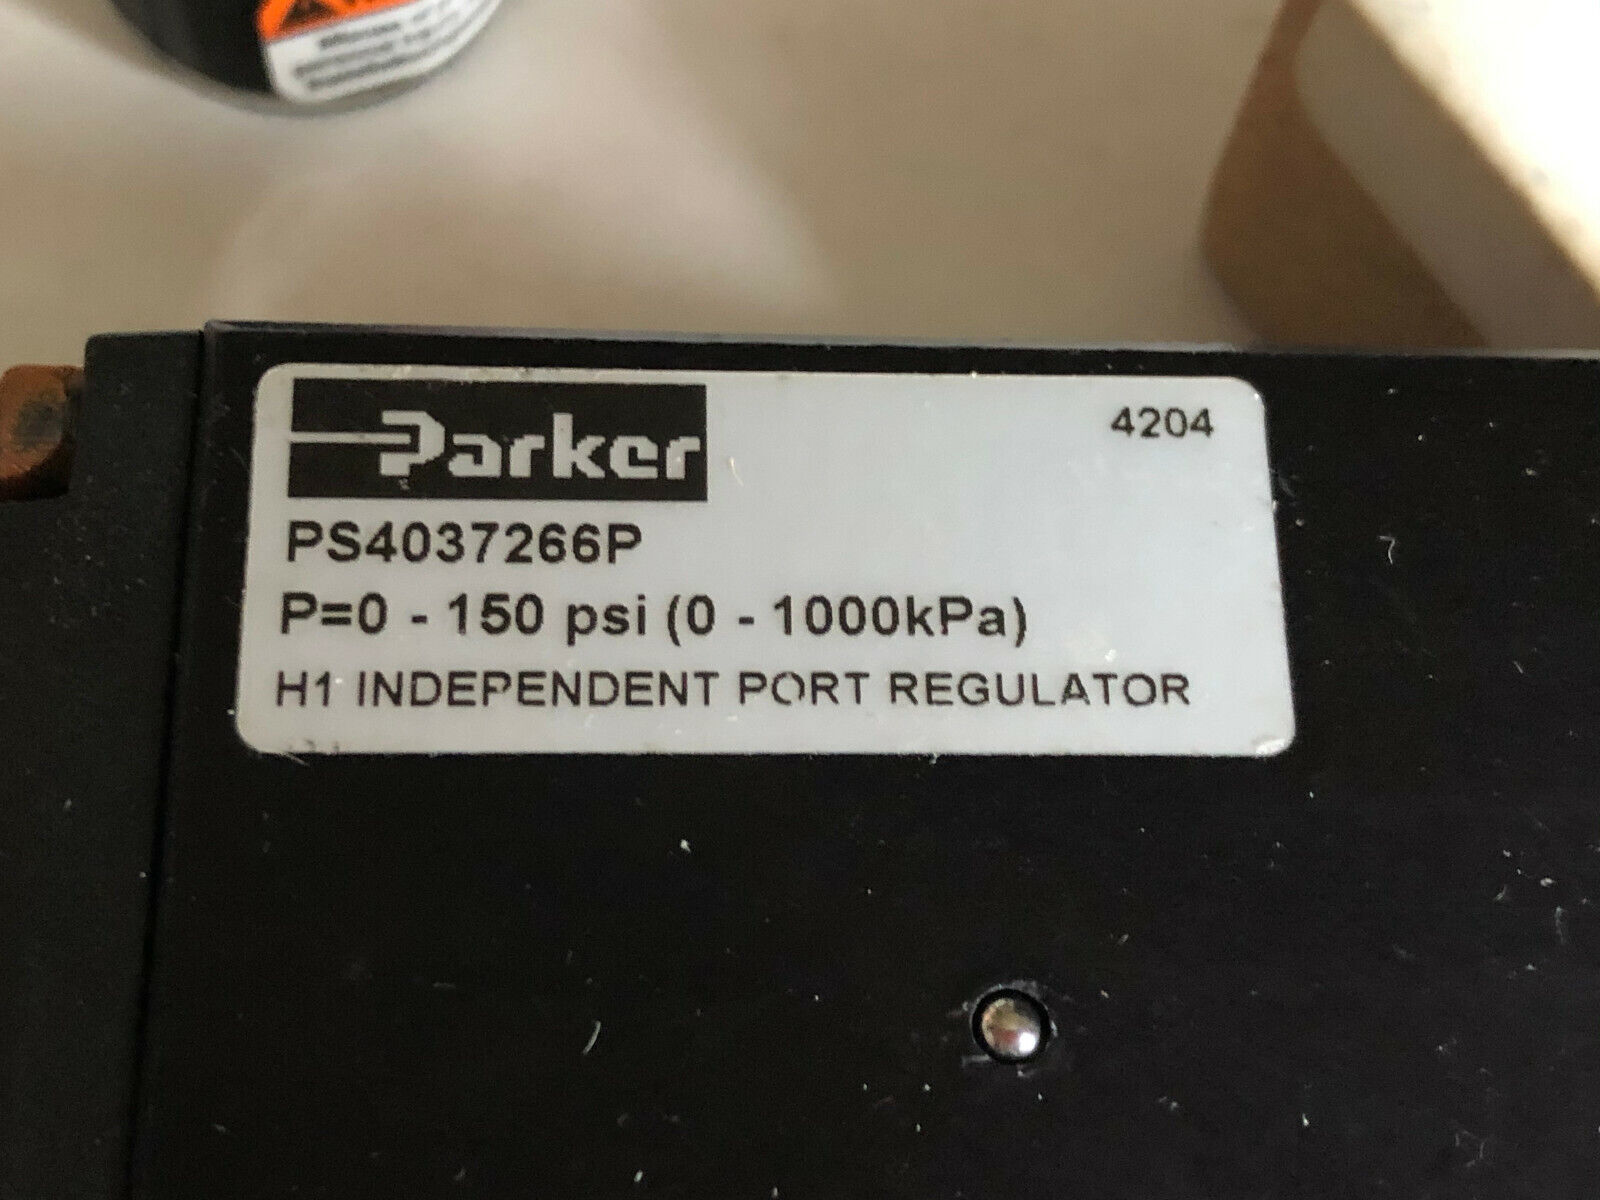 Parker
4204
PS4037266P
P=0 - 150 psi (0 - 1000kPa)
H1 INDEPENDENT PORT REGULATOR